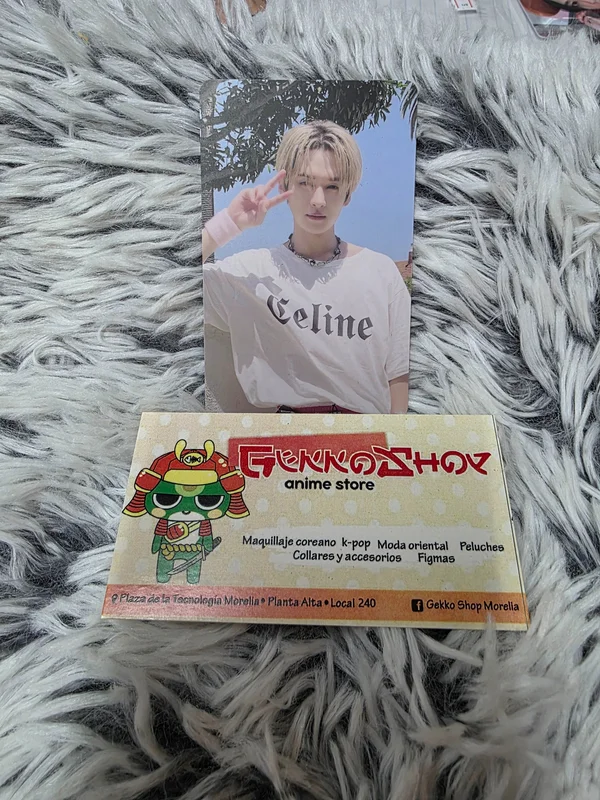 Celine
GEKKOSHOP
anime store
Maquillaje coreano k-pop Moda oriental Peluches
Collares y accesorios Figmas
Plaza de la Tecnología Morelia • Planta Alta • Local 240
Gekko Shop Morelia